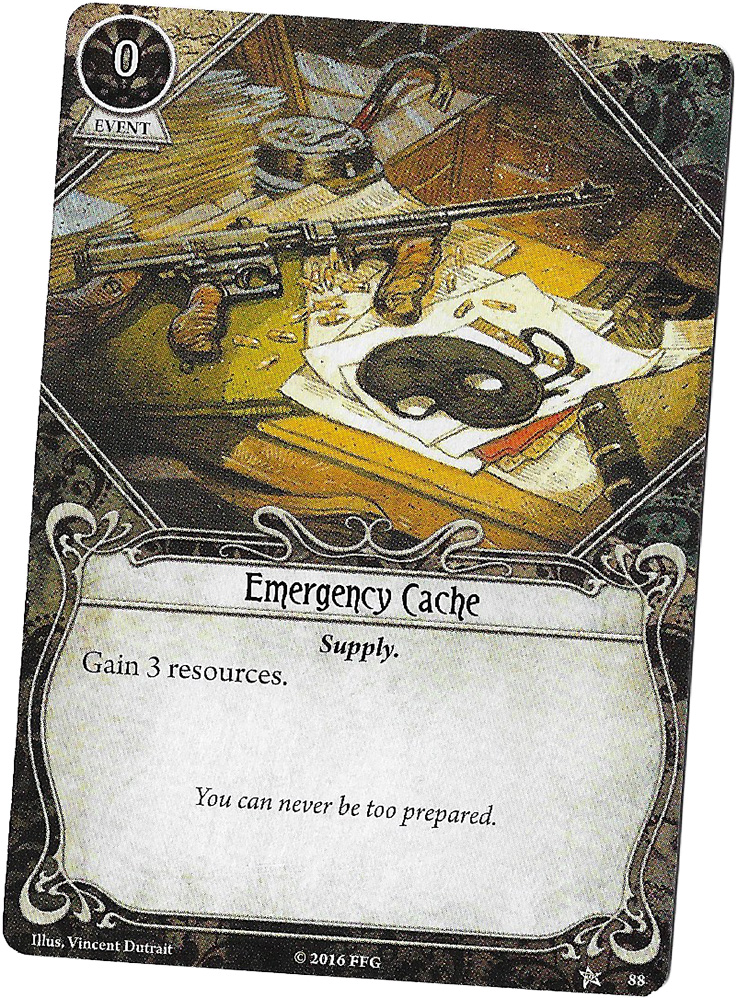 0
EVENT
Emergency Cache
Supply.
Gain 3 resources.
You can never be too prepared.
Illus, Vincent Dutrait
© 2016 FFG
88